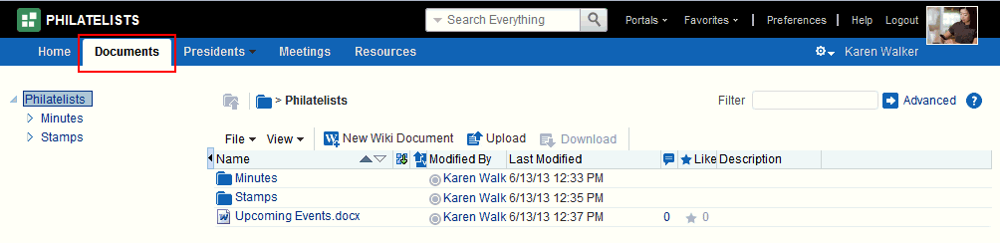 PHILATELISTS Search Everything Portals Favorites Preferences Help Logout
Home Documents Presidents Meetings Resources Karen Walker
Philatelists > Philatelists Filter Advanced ?
Minutes
Stamps
File View New Wiki Document Upload Download
Name Modified By Last Modified Like Description
Minutes Karen Walk 6/13/13 12:33 PM
Stamps Karen Walk 6/13/13 12:35 PM
Upcoming Events.docx Karen Walk 6/13/13 12:37 PM 0 0